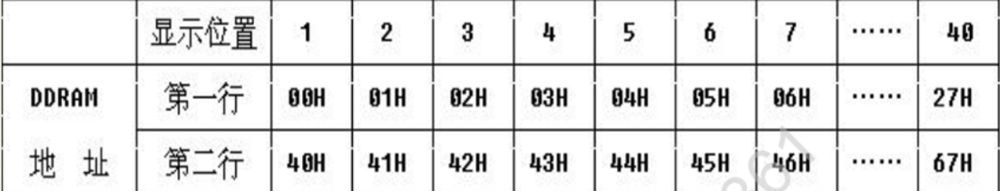 显示位置 1 2 3 4 5 6 7 …… 40
DDRAM 第一行 00H 01H 02H 03H 04H 05H 06H …… 27H
地 址 第二行 40H 41H 42H 43H 44H 45H 46H …… 67H
361